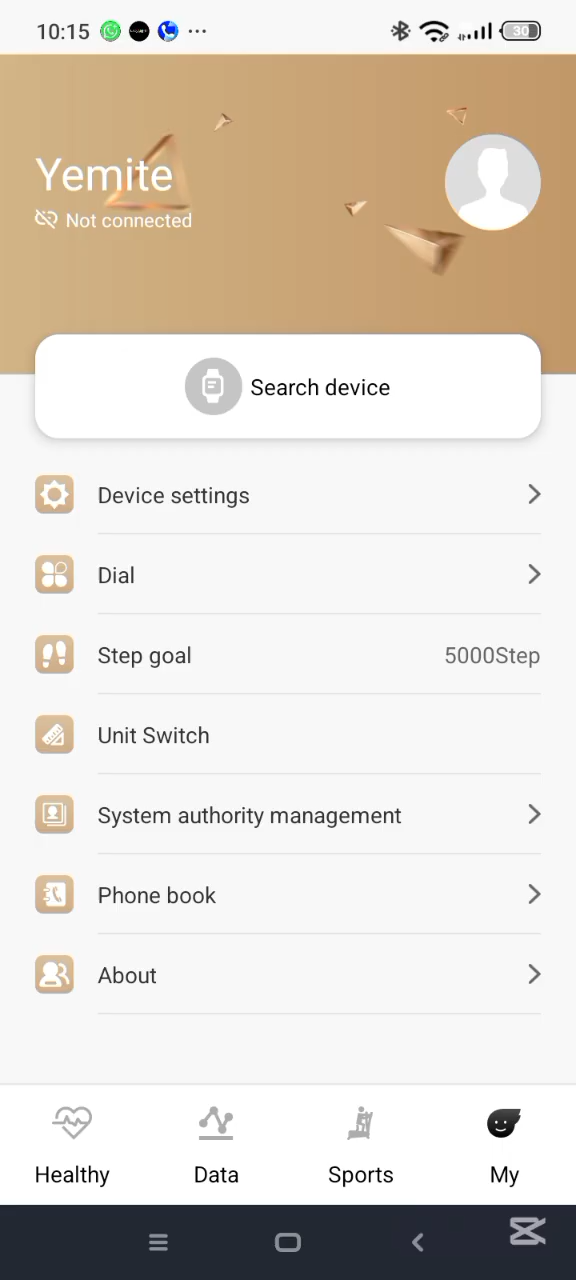 10:15
30
Yemite
Not connected
Search device
Device settings
Dial
Step goal 5000Step
Unit Switch
System authority management
Phone book
About
Healthy Data Sports My